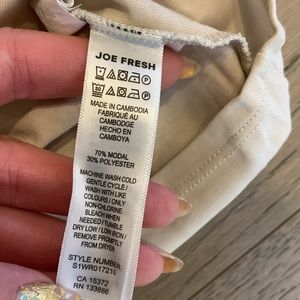 JOE FRESH
MADE IN CAMBODIA
FABRIQUÉ AU
CAMBODGE
HECHO EN
CAMBOYA
70% MODAL
30% POLYESTER
MACHINE WASH COLD
GENTLE CYCLE /
WASH WITH LIKE
COLOURS / ONLY
NON-CHLORINE
BLEACH WHEN
NEEDED / TUMBLE
DRY LOW / LOW IRON /
REMOVE PROMPTLY
FROM DRYER
STYLE NUMBER
S1WR017210
CA 15372
RN 133886